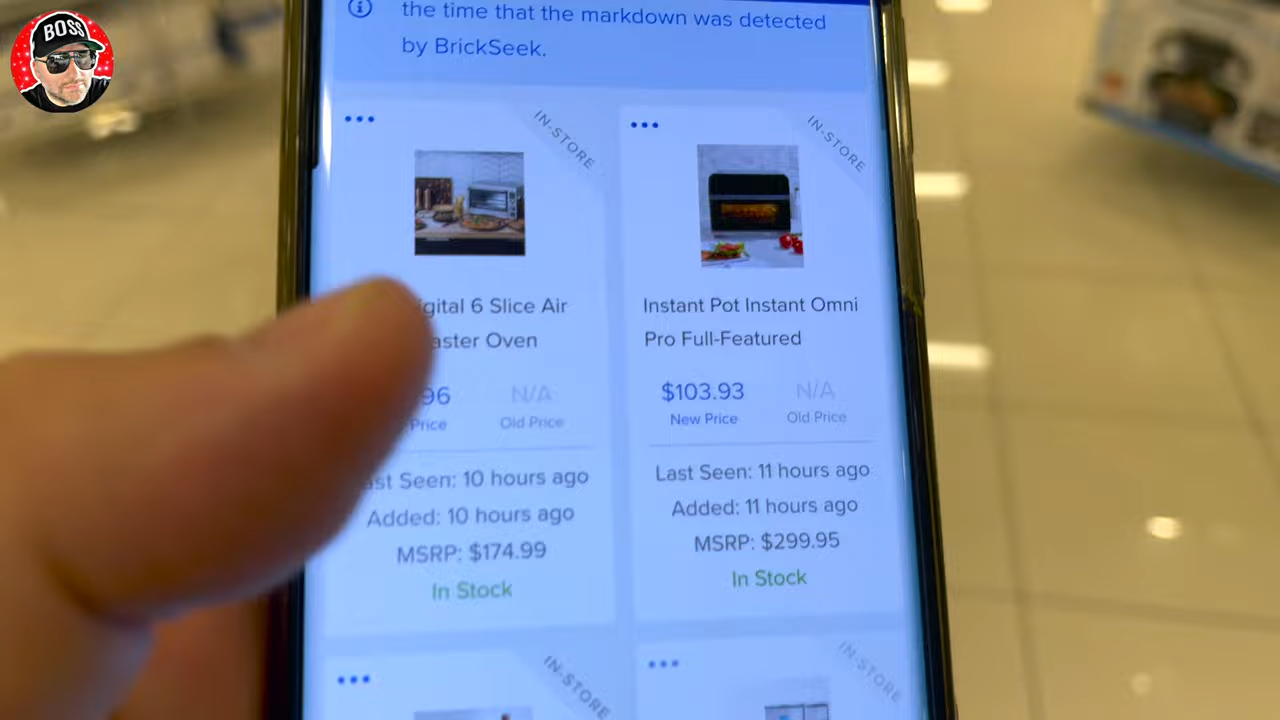 BOSS
the time that the markdown was detected
by BrickSeek.
IN-STORE
igital 6 Slice Air
aster Oven
96
N/A
Price
Old Price
ast Seen: 10 hours ago
Added: 10 hours ago
MSRP: $174.99
In Stock
IN-STORE
Instant Pot Instant Omni
Pro Full-Featured
$103.93
N/A
New Price
Old Price
Last Seen: 11 hours ago
Added: 11 hours ago
MSRP: $299.95
In Stock
IN-STORE
IN-STORE